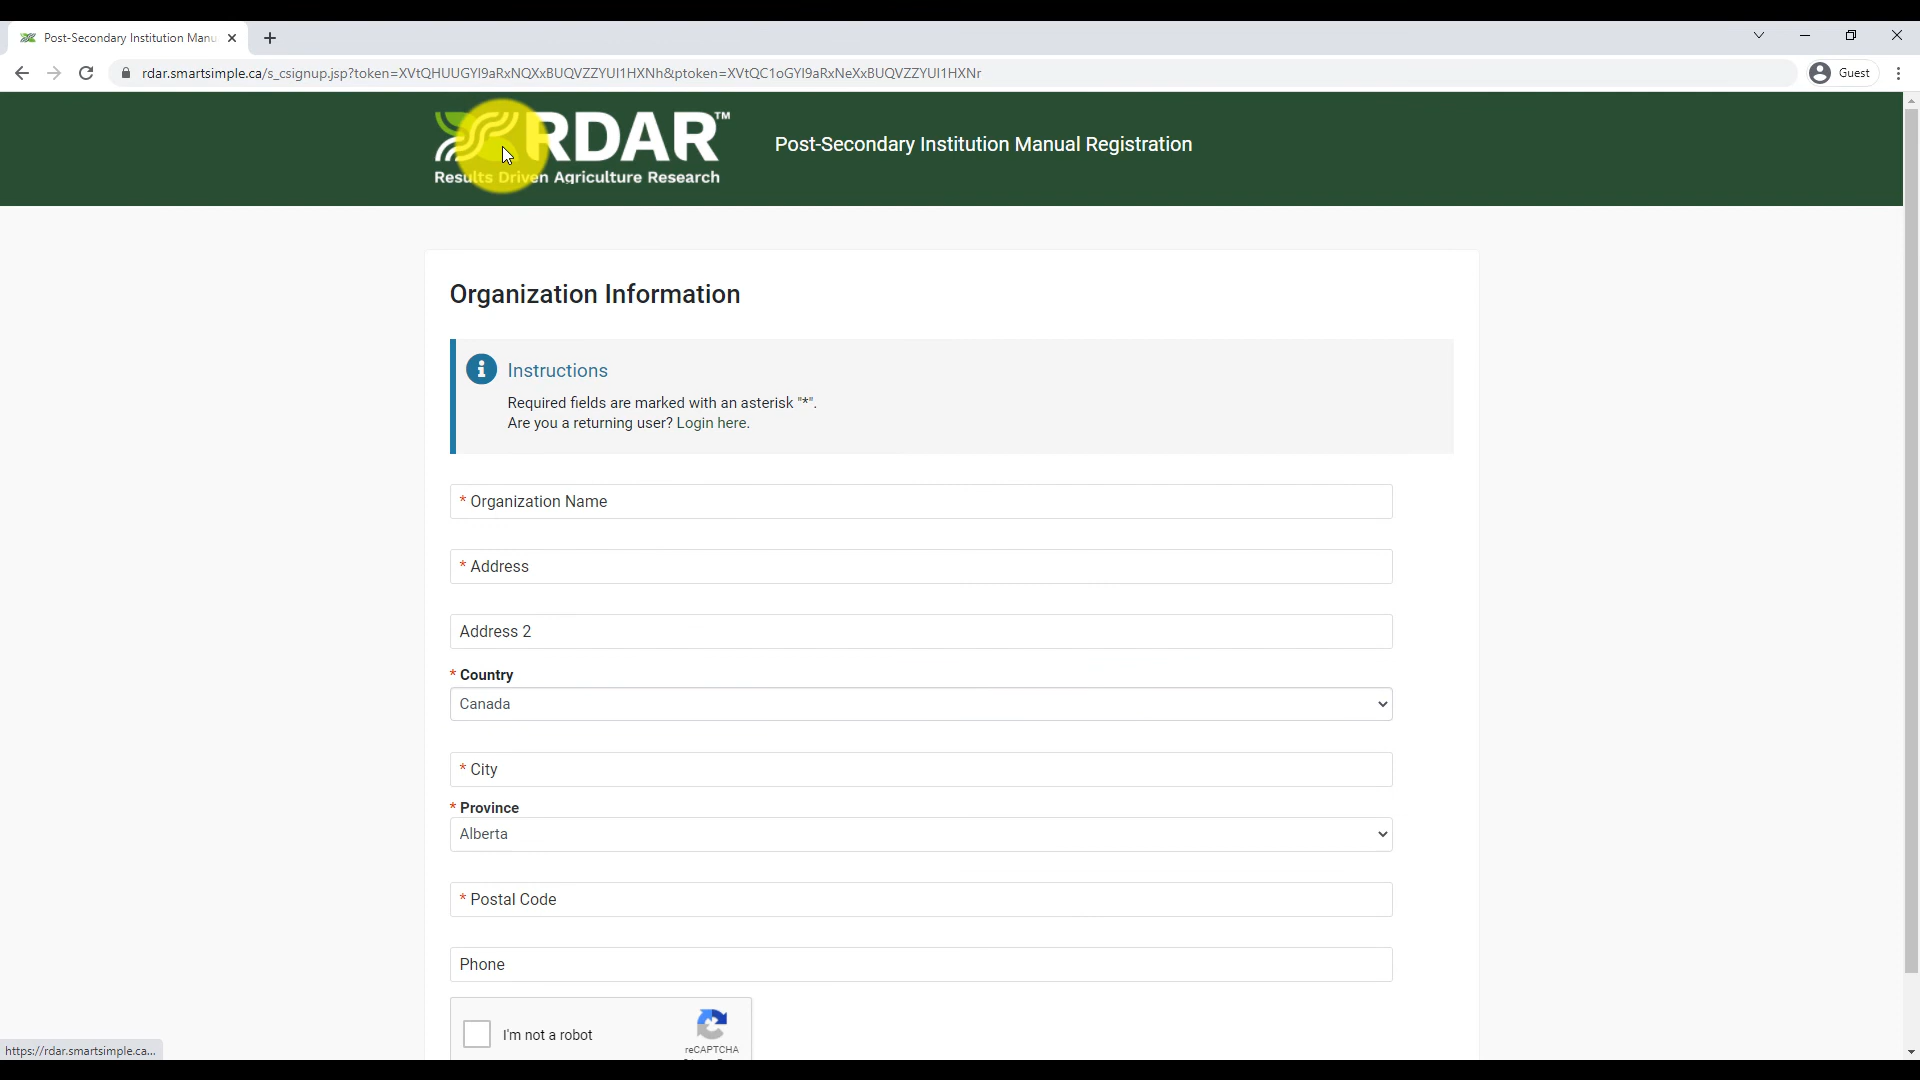 Post-Secondary Institution Manu
rdar.smartsimple.ca/s_csignup.jsp?token=XVtQHUUGYI9aRxNQXxBUQVZZYUI1HXNh&ptoken=XVtQC1oGYI9aRxNeXxBUQVZZYUI1HXNr
Guest
RDAR™
Results Driven Agriculture Research
Post-Secondary Institution Manual Registration
Organization Information
Instructions
Required fields are marked with an asterisk "*".
Are you a returning user? Login here.
* Organization Name
* Address
Address 2
* Country
Canada
* City
* Province
Alberta
* Postal Code
Phone
I'm not a robot
reCAPTCHA
https://rdar.smartsimple.ca...